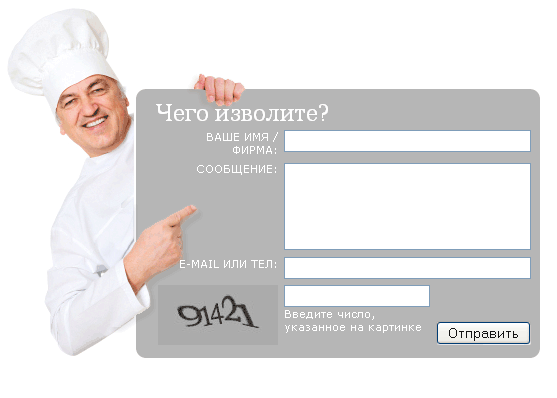 Чего изволите?
ВАШЕ ИМЯ /
ФИРМА:
СООБЩЕНИЕ:
E-MAIL ИЛИ ТЕЛ:
91421
Введите число,
указанное на картинке
Отправить